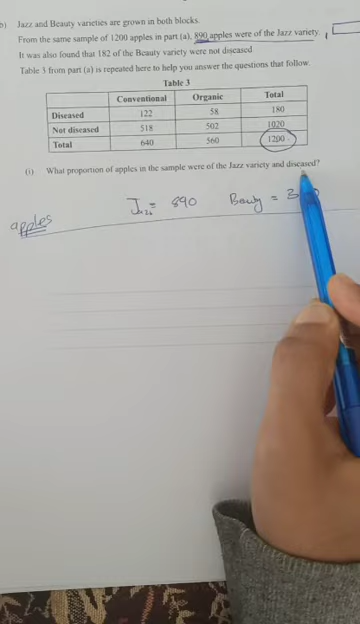 b) Jazz and Beauty varieties are grown in both blocks.
From the same sample of 1200 apples in part (a), 890 apples were of the Jazz variety.
It was also found that 182 of the Beauty variety were not diseased
Table 3 from part (a) is repeated here to help you answer the questions that follow.
Table 3
Conventional Organic Total
Diseased 122 58 180
Not diseased 518 502 1020
Total 640 560 1200
(i) What proportion of apples in the sample were of the Jazz variety and diseased?
Jazz = 890
apples